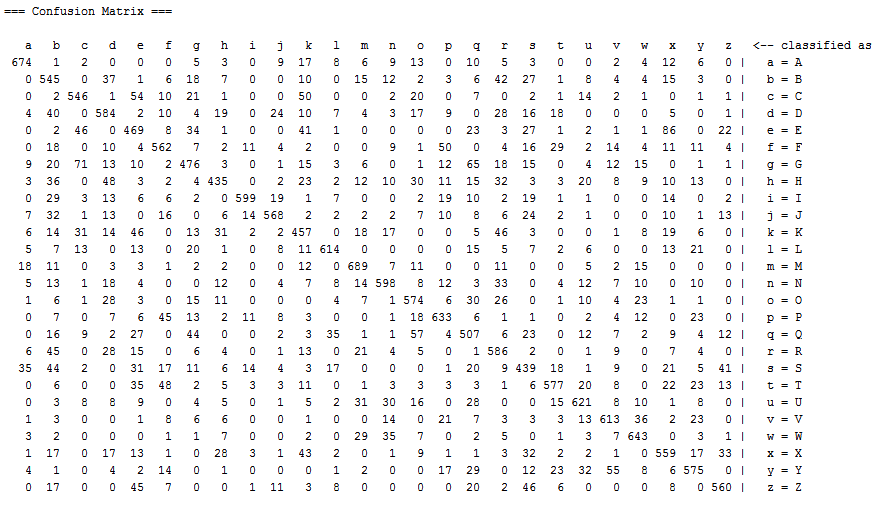 === Confusion Matrix ===
a b c d e f g h i j k l m n o p q r s t u v w x y z <-- classified as
674 1 2 0 0 0 5 3 0 9 17 8 6 9 13 0 10 5 3 0 0 2 4 12 6 0 | a = A
0 545 0 37 1 6 18 7 0 0 10 0 15 12 2 3 6 42 27 1 8 4 4 15 3 0 | b = B
0 2 546 1 54 10 21 1 0 0 50 0 0 2 20 0 7 0 2 1 14 2 1 0 1 1 | c = C
4 40 0 584 2 10 4 19 0 24 10 7 4 3 17 9 0 28 16 18 0 0 0 5 0 1 | d = D
0 2 46 0 469 8 34 1 0 0 41 1 0 0 0 0 23 3 27 1 2 1 1 86 0 22 | e = E
0 18 0 10 4 562 7 2 11 4 2 0 0 9 1 50 0 4 16 29 2 14 4 11 11 4 | f = F
9 20 71 13 10 2 476 3 0 1 15 3 6 0 1 12 65 18 15 0 4 12 15 0 1 1 | g = G
3 36 0 48 3 2 4 435 0 2 23 2 12 10 30 11 15 32 3 3 20 8 9 10 13 0 | h = H
0 29 3 13 6 6 2 0 599 19 1 7 0 0 2 19 10 2 19 1 1 0 0 14 0 2 | i = I
7 32 1 13 0 16 0 6 14 568 2 2 2 2 7 10 8 6 24 2 1 0 0 10 1 13 | j = J
6 14 31 14 46 0 13 31 2 2 457 0 18 17 0 0 5 46 3 0 0 1 8 19 6 0 | k = K
5 7 13 0 13 0 20 1 0 8 11 614 0 0 0 0 15 5 7 2 6 0 0 13 21 0 | l = L
18 11 0 3 3 1 2 2 0 0 12 0 689 7 11 0 0 11 0 0 5 2 15 0 0 0 | m = M
5 13 1 18 4 0 0 12 0 4 7 8 14 598 8 12 3 33 0 4 12 7 10 0 10 0 | n = N
1 6 1 28 3 0 15 11 0 0 0 4 7 1 574 6 30 26 0 1 10 4 23 1 1 0 | o = O
0 7 0 7 6 45 13 2 11 8 3 0 0 1 18 633 6 1 1 0 2 4 12 0 23 0 | p = P
0 16 9 2 27 0 44 0 0 2 3 35 1 1 57 4 507 6 23 0 12 7 2 9 4 12 | q = Q
6 45 0 28 15 0 6 4 0 1 13 0 21 4 5 0 1 586 2 0 1 9 0 7 4 0 | r = R
35 44 2 0 31 17 11 6 14 4 3 17 0 0 0 1 20 9 439 18 1 9 0 21 5 41 | s = S
0 6 0 0 35 48 2 5 3 3 11 0 1 3 3 3 3 1 6 577 20 8 0 22 23 13 | t = T
0 3 8 8 9 0 4 5 0 1 5 2 31 30 16 0 28 0 0 15 621 8 10 1 8 0 | u = U
1 3 0 0 1 8 6 6 0 0 1 0 0 14 0 21 7 3 3 3 13 613 36 2 23 0 | v = V
3 2 0 0 0 1 1 7 0 0 2 0 29 35 7 0 2 5 0 1 3 7 643 0 3 1 | w = W
1 17 0 17 13 1 0 28 3 1 43 2 0 1 9 1 1 3 32 2 2 1 0 559 17 33 | x = X
4 1 0 4 2 14 0 1 0 0 0 1 2 0 0 17 29 0 12 23 32 55 8 6 575 0 | y = Y
0 17 0 0 45 7 0 0 1 11 3 8 0 0 0 0 20 2 46 6 0 0 0 8 0 560 | z = Z